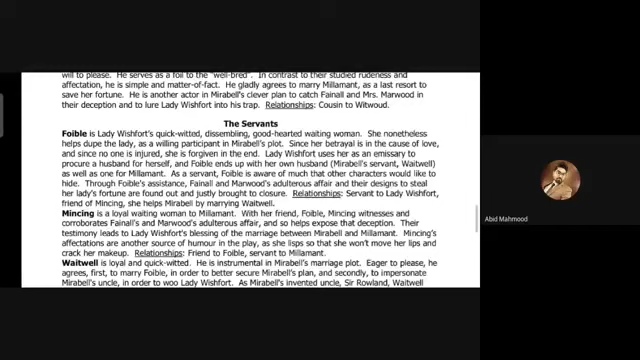 will to please. He serves as a foil to the "well-bred". In contrast to their studied rudeness and
affectation, he is simple and matter-of-fact. He gladly agrees to marry Millamant, as a last resort to
save her fortune. He is another actor in Mirabell's clever plan to catch Fainall and Mrs. Marwood in
their deception and to lure Lady Wishfort into his trap. Relationships: Cousin to Witwoud.
The Servants
Foible is Lady Wishfort's quick-witted, dissembling, good-hearted waiting woman. She nonetheless
helps dupe the lady, as a willing participant in Mirabell's plot. Since her betrayal is in the cause of love,
and since no one is injured, she is forgiven in the end. Lady Wishfort uses her as an emissary to
procure a husband for herself, and Foible ends up with her own husband (Mirabell's servant, Waitwell)
as well as one for Millamant. As a servant, Foible is aware of much that other characters would like to
hide. Through Foible's assistance, Fainall and Marwood's adulterous affair and their designs to steal
her lady's fortune are found out and justly brought to closure. Relationships: Servant to Lady Wishfort,
friend of Mincing, she helps Mirabell by marrying Waitwell.
Mincing is a loyal waiting woman to Millamant. With her friend, Foible, Mincing witnesses and
corroborates Fainall's and Marwood's adulterous affair, and so helps expose that deception. Their
testimony leads to Lady Wishfort's blessing of the marriage between Mirabell and Millamant. Mincing's
affectations are another source of humour in the play, as she lisps so that she won't move her lips and
crack her makeup. Relationships: Friend to Foible, servant to Millamant.
Waitwell is loyal and quick-witted. He is instrumental in Mirabell's marriage plot. Eager to please, he
agrees, first, to marry Foible, in order to better secure Mirabell's plan, and secondly, to impersonate
Mirabell's uncle, in order to woo Lady Wishfort. As Mirabell's invented uncle, Sir Rowland, Waitwell
Abid Mahmood